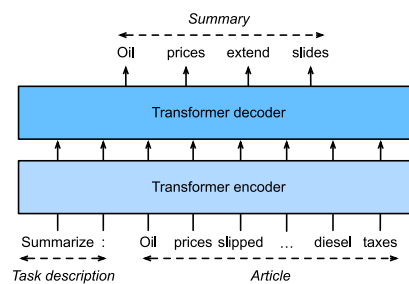 Summary
Oil prices extend slides
Transformer decoder
Transformer encoder
Summarize : Oil prices slipped … diesel taxes
Task description Article